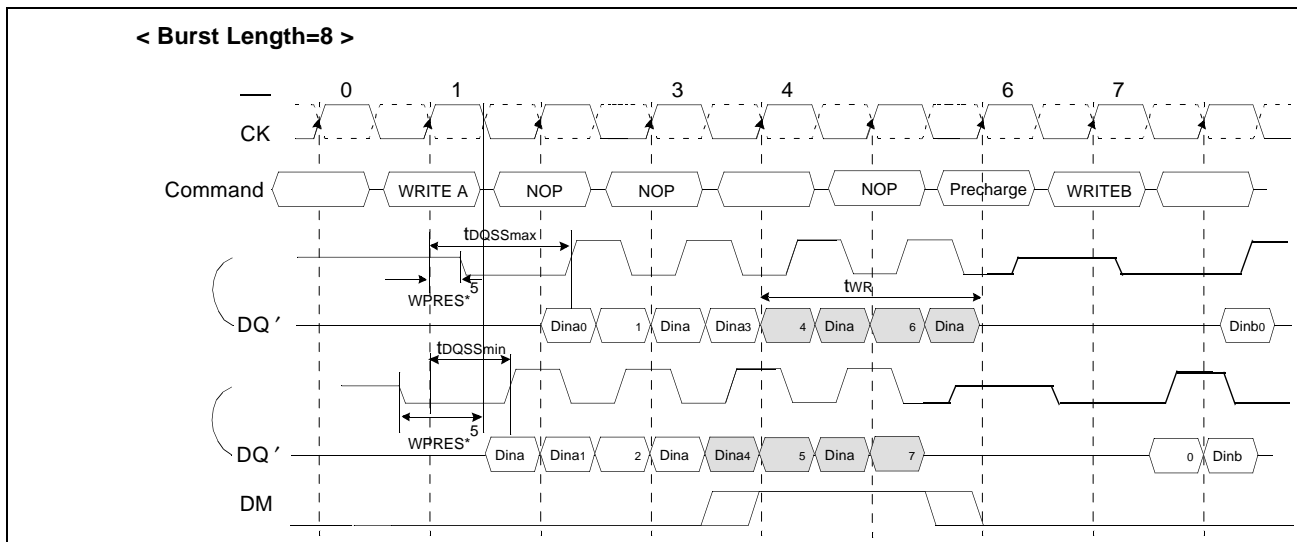 < Burst Length=8 >
0 1 3 4 6 7
CK
Command WRITE A NOP NOP NOP Precharge WRITEB
tDQSSmax
5
WPRES*
tWR
DQ ′ Dina0 1 Dina Dina3 4 Dina 6 Dina Dinb0
tDQSSmin
5
WPRES*
DQ ′ Dina Dina1 2 Dina Dina4 5 Dina 7 0 Dinb
DM